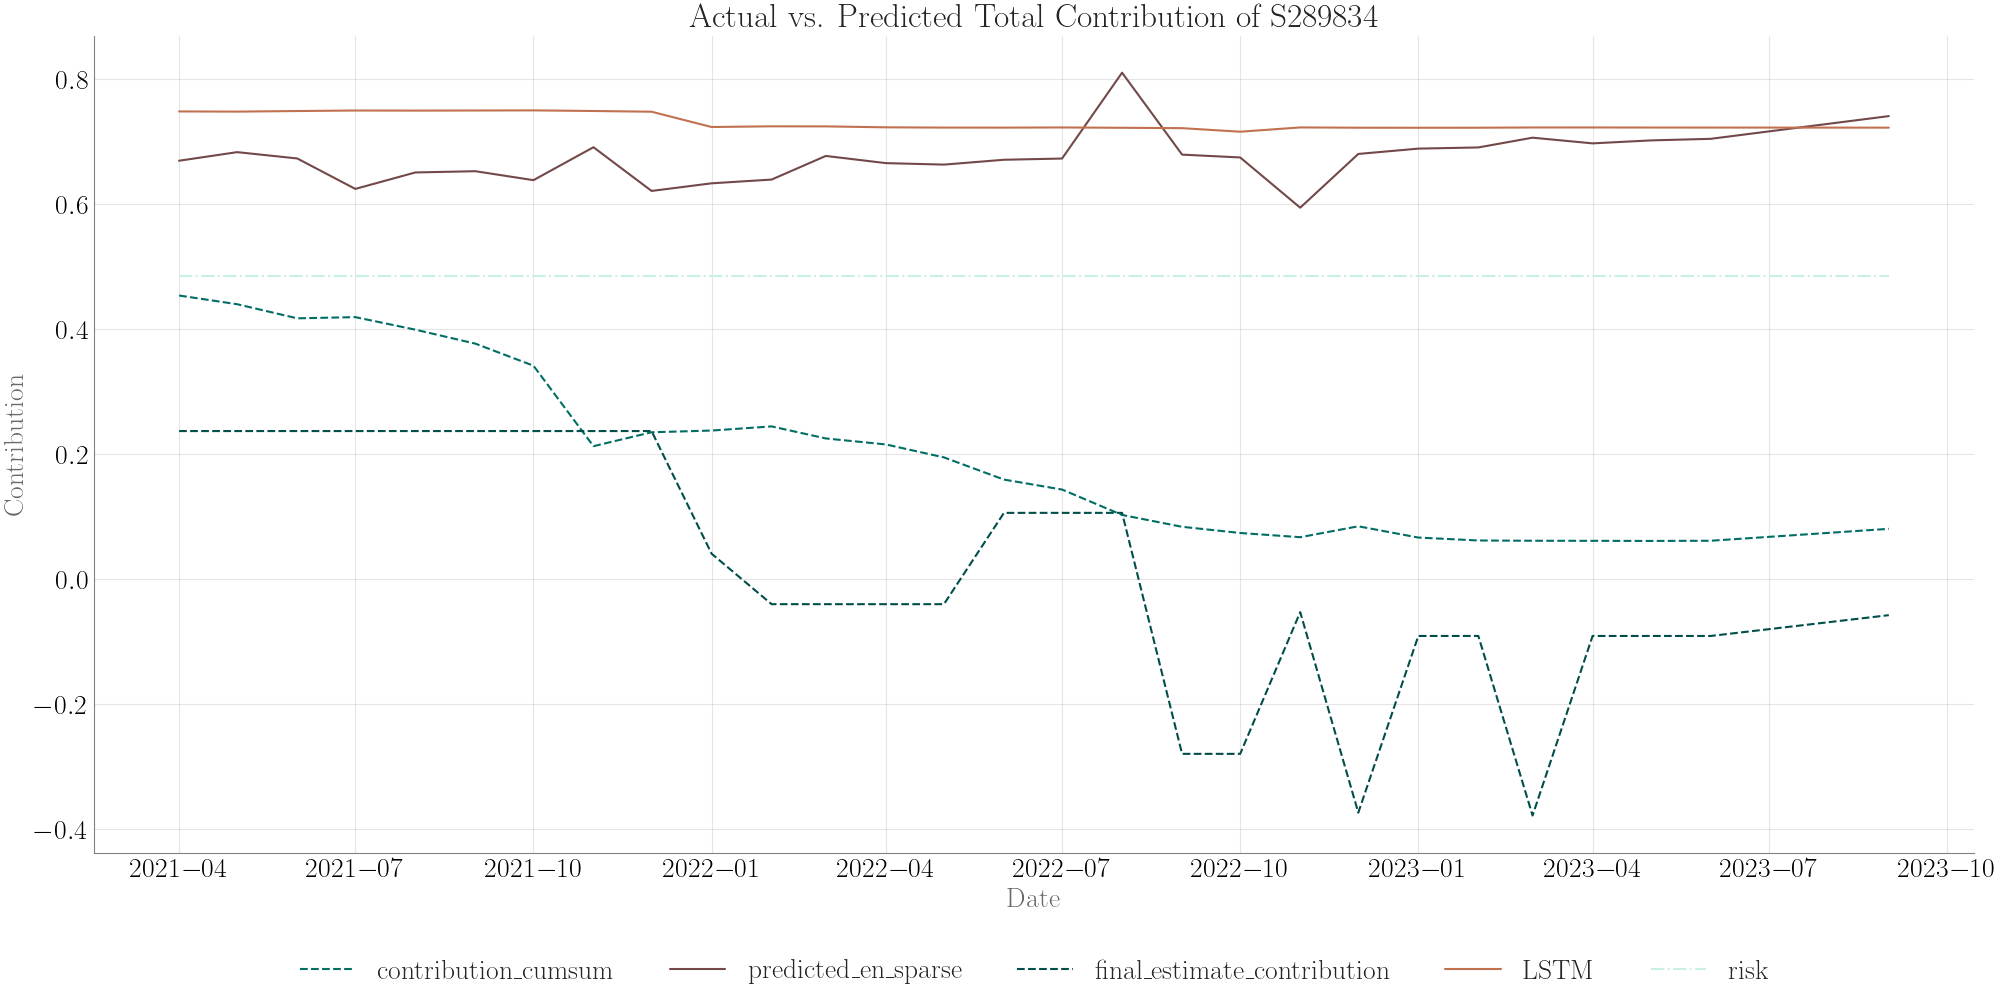 Actual vs. Predicted Total Contribution of S289834
Contribution
0.8
0.6
0.4
0.2
0.0
−0.2
−0.4
2021−04 2021−07 2021−10 2022−01 2022−04 2022−07 2022−10 2023−01 2023−04 2023−07 2023−10
Date
contribution_cumsum predicted_en_sparse final_estimate_contribution LSTM risk